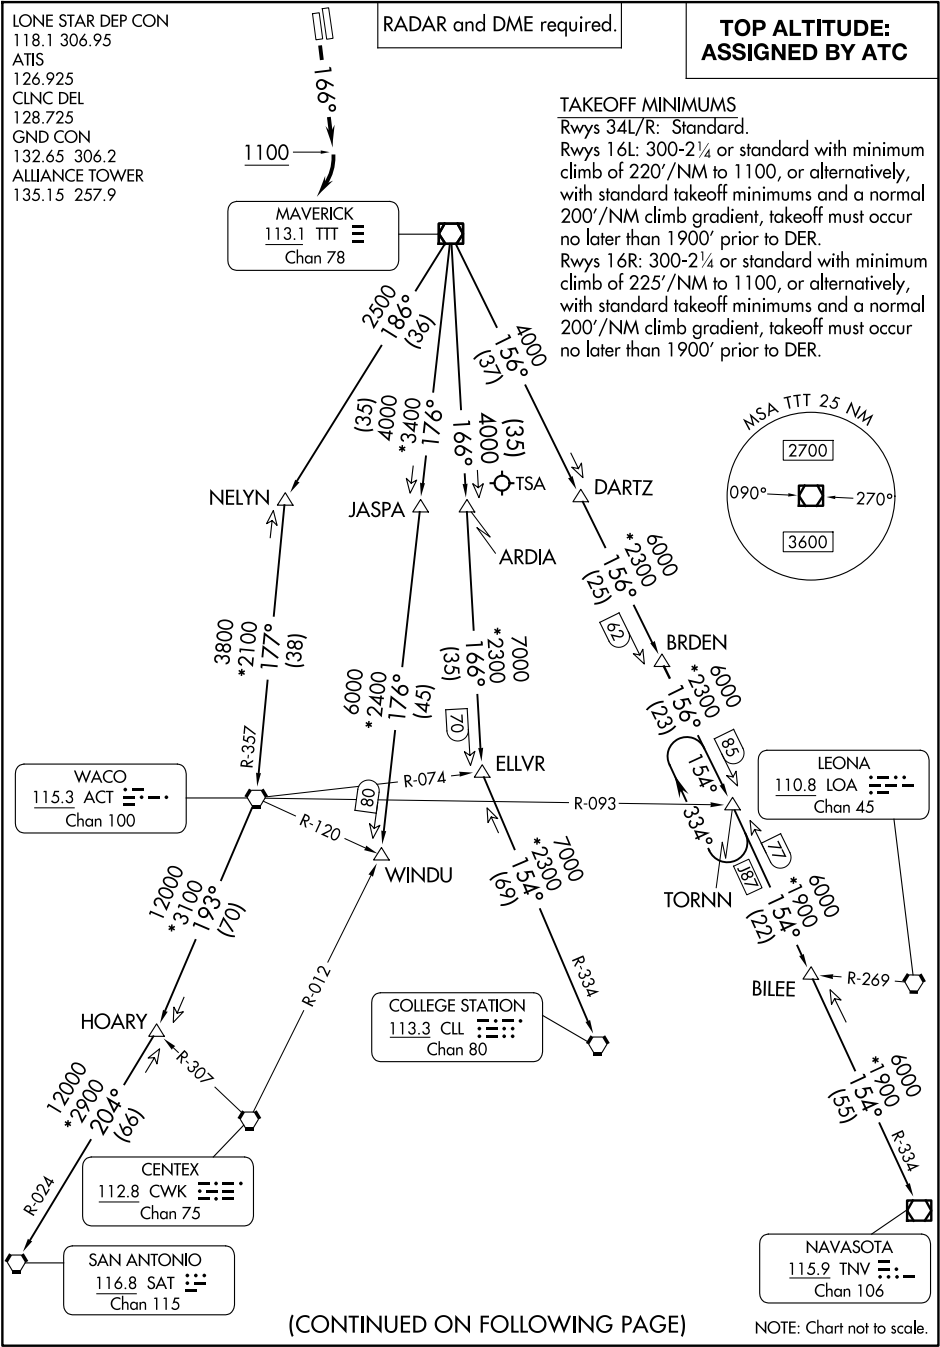 LONE STAR DEP CON
118.1 306.95
ATIS
126.925
CLNC DEL
128.725
GND CON
132.65 306.2
ALLIANCE TOWER
135.15 257.9
RADAR and DME required.
TOP ALTITUDE:
ASSIGNED BY ATC
TAKEOFF MINIMUMS
Rwys 34L/R: Standard.
Rwys 16L: 300-2¼ or standard with minimum
climb of 220'/NM to 1100, or alternatively,
with standard takeoff minimums and a normal
200'/NM climb gradient, takeoff must occur
no later than 1900' prior to DER.
Rwys 16R: 300-2¼ or standard with minimum
climb of 225'/NM to 1100, or alternatively,
with standard takeoff minimums and a normal
200'/NM climb gradient, takeoff must occur
no later than 1900' prior to DER.
166°
1100
MAVERICK
113.1 TTT
Chan 78
2500
186°
(36)
(35)
4000
*3400
176°
166°
4000
(35)
4000
156°
(37)
MSA TTT 25 NM
2700
090°
270°
3600
NELYN
JASPA
TSA
ARDIA
DARTZ
3800
*2100
177°
(38)
R-357
6000
*2400
176°
(45)
80
7000
*2300
166°
(35)
70
6000
*2300
156°
(25)
62
BRDEN
6000
*2300
156°
(23)
85
WACO
115.3 ACT
Chan 100
R-074
ELLVR
R-093
R-120
WINDU
154°
334°
J87
77
TORNN
LEONA
110.8 LOA
Chan 45
12000
*3100
193°
(70)
7000
*2300
154°
(69)
R-334
6000
*1900
154°
(22)
BILEE
R-269
R-012
HOARY
R-307
COLLEGE STATION
113.3 CLL
Chan 80
12000
*2900
204°
(66)
R-024
6000
*1900
154°
(55)
R-334
CENTEX
112.8 CWK
Chan 75
SAN ANTONIO
116.8 SAT
Chan 115
NAVASOTA
115.9 TNV
Chan 106
(CONTINUED ON FOLLOWING PAGE)
NOTE: Chart not to scale.